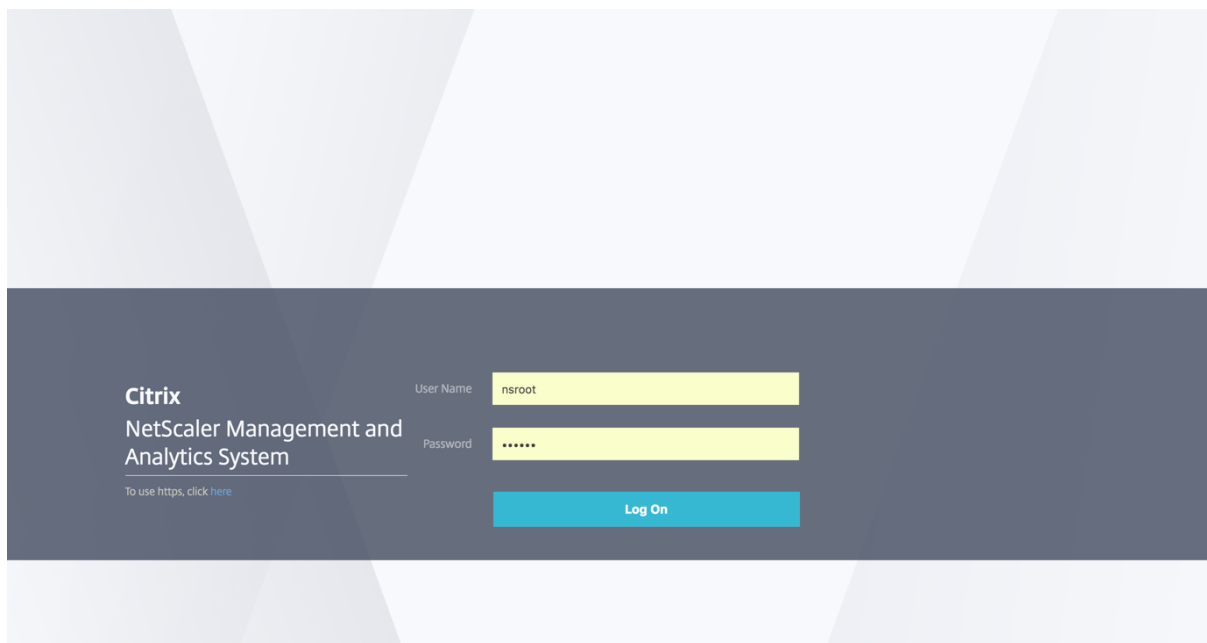 Citrix
NetScaler Management and
Analytics System
To use https, click here
User Name
nsroot
Password
••••••
Log On